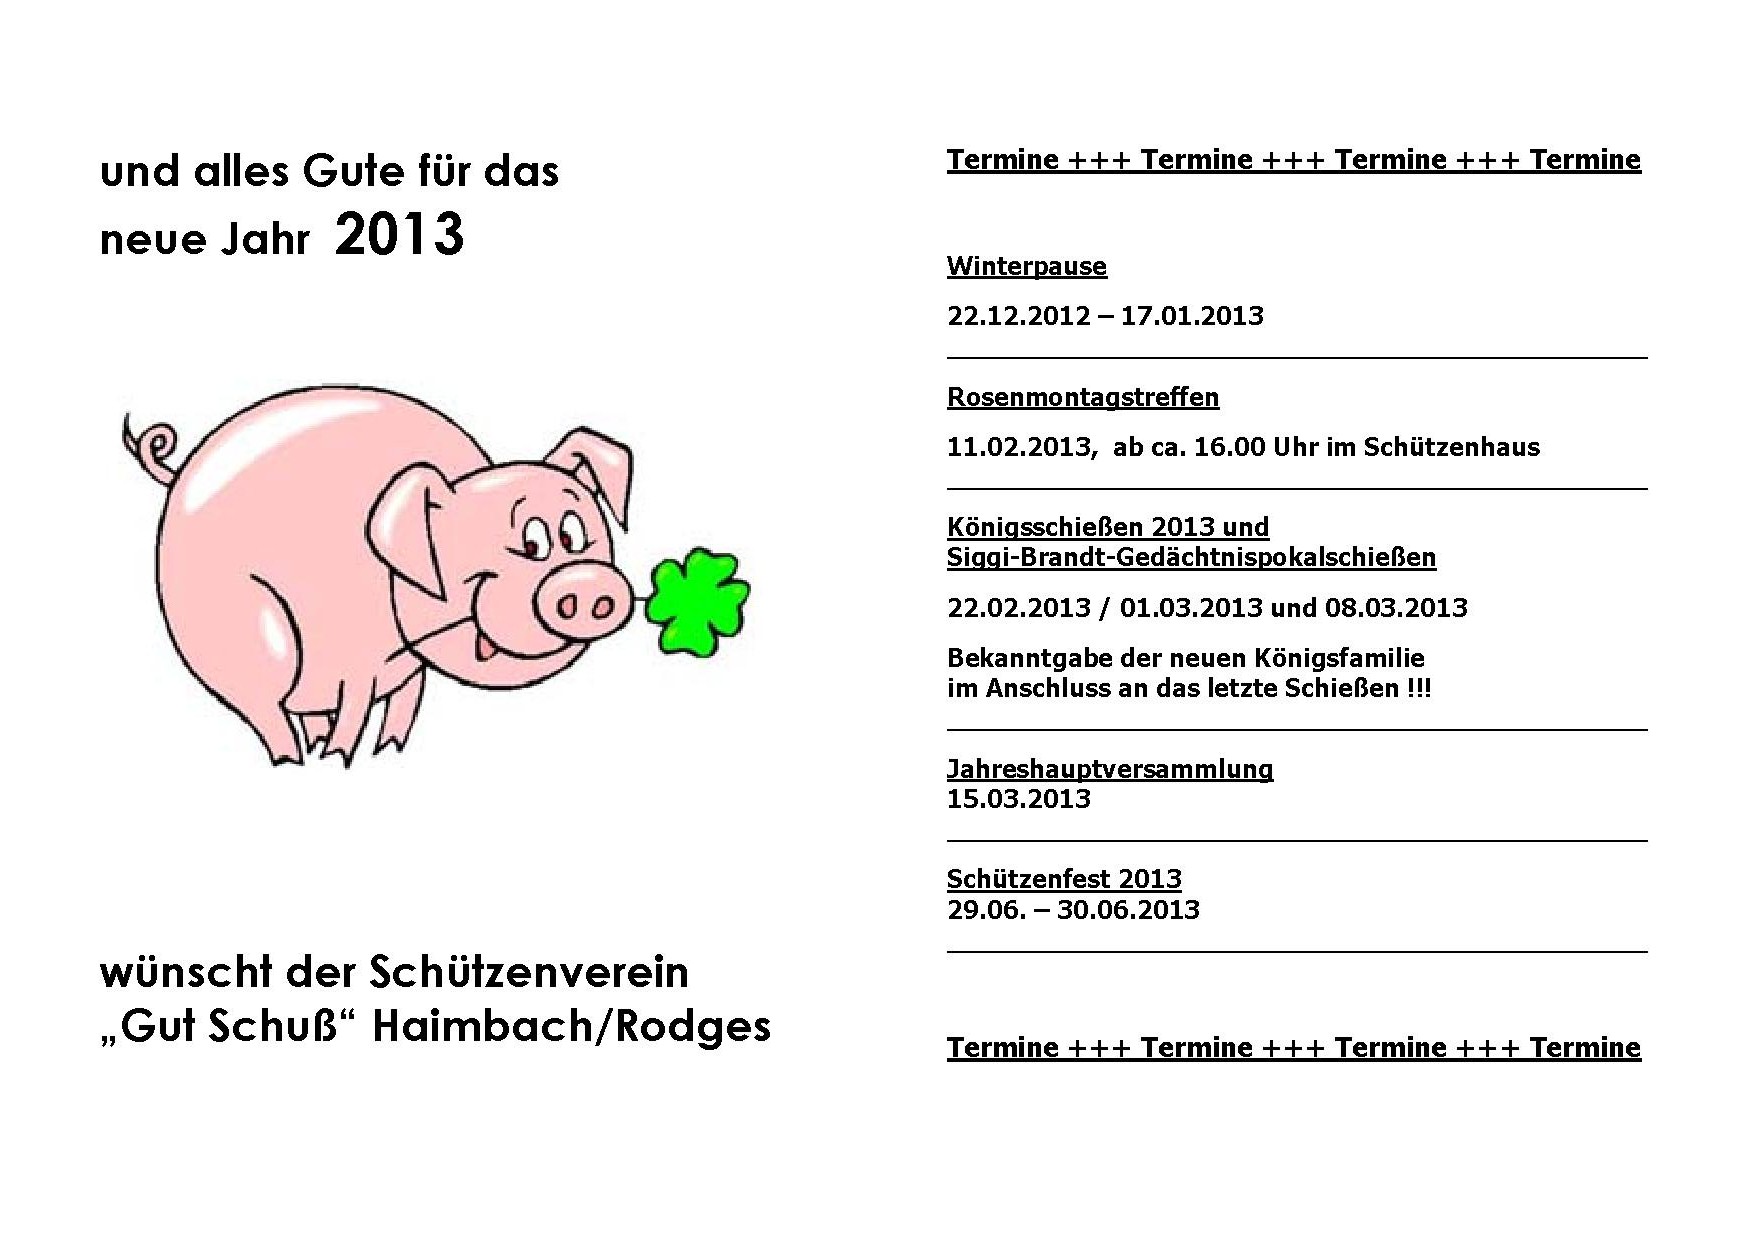 und alles Gute für das
neue Jahr 2013
wünscht der Schützenverein
„Gut Schuß“ Haimbach/Rodges
Termine +++ Termine +++ Termine +++ Termine
Winterpause
22.12.2012 – 17.01.2013
Rosenmontagstreffen
11.02.2013, ab ca. 16.00 Uhr im Schützenhaus
Königsschießen 2013 und
Siggi-Brandt-Gedächtnispokalschießen
22.02.2013 / 01.03.2013 und 08.03.2013
Bekanntgabe der neuen Königsfamilie
im Anschluss an das letzte Schießen !!!
Jahreshauptversammlung
15.03.2013
Schützenfest 2013
29.06. – 30.06.2013
Termine +++ Termine +++ Termine +++ Termine